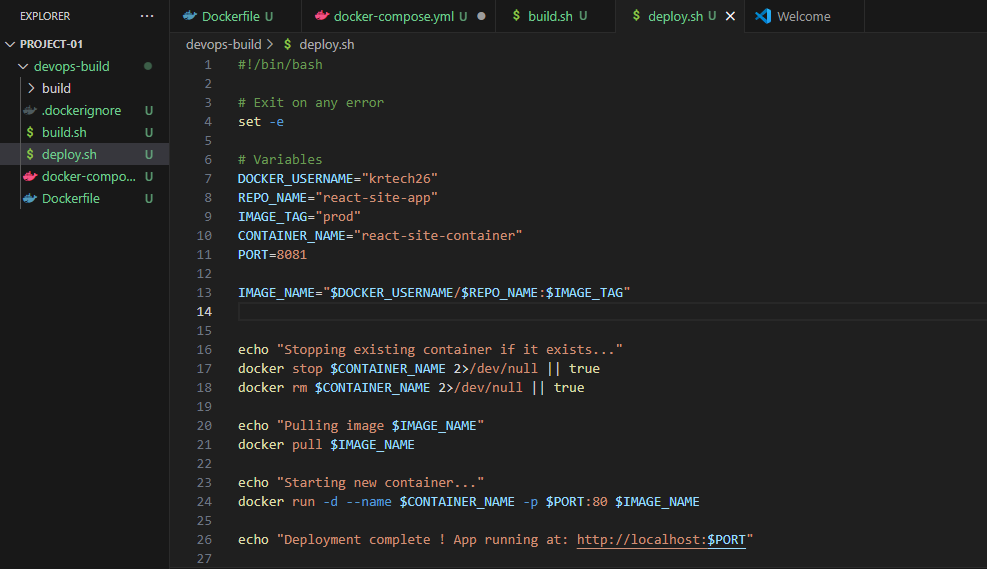 EXPLORER ...
PROJECT-01
devops-build
build
.dockerignore U
$ build.sh U
$ deploy.sh U
docker-compo... U
Dockerfile U
Dockerfile U docker-compose.yml U $ build.sh U $ deploy.sh U Welcome
devops-build > $ deploy.sh
1 #!/bin/bash
2
3 # Exit on any error
4 set -e
5
6 # Variables
7 DOCKER_USERNAME="krtech26"
8 REPO_NAME="react-site-app"
9 IMAGE_TAG="prod"
10 CONTAINER_NAME="react-site-container"
11 PORT=8081
12
13 IMAGE_NAME="$DOCKER_USERNAME/$REPO_NAME:$IMAGE_TAG"
14
15
16 echo "Stopping existing container if it exists..."
17 docker stop $CONTAINER_NAME 2>/dev/null || true
18 docker rm $CONTAINER_NAME 2>/dev/null || true
19
20 echo "Pulling image $IMAGE_NAME"
21 docker pull $IMAGE_NAME
22
23 echo "Starting new container..."
24 docker run -d --name $CONTAINER_NAME -p $PORT:80 $IMAGE_NAME
25
26 echo "Deployment complete ! App running at: http://localhost:$PORT"
27